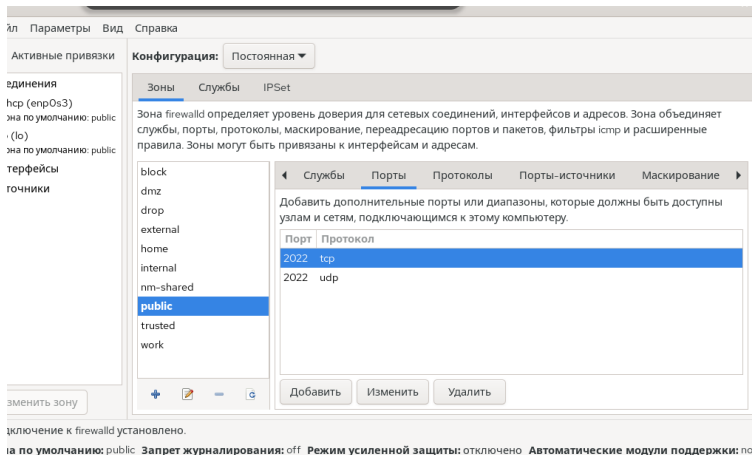 Параметры Вид Справка
Активные привязки
Конфигурация: Постоянная
Зоны Службы IPSet
Зона firewalld определяет уровень доверия для сетевых соединений, интерфейсов и адресов. Зона объединяет
службы, порты, протоколы, маскирование, переадресацию портов и пакетов, фильтры icmp и расширенные
правила. Зоны могут быть привязаны к интерфейсам и адресам.
единения
hcp (enp0s3)
она по умолчанию: public
(lo)
она по умолчанию: public
терфейсы
точники
зменить зону
block
dmz
drop
external
home
internal
nm-shared
public
trusted
work
Службы Порты Протоколы Порты-источники Маскирование
Добавить дополнительные порты или диапазоны, которые должны быть доступны
узлам и сетям, подключающимся к этому компьютеру.
Порт Протокол
2022 tcp
2022 udp
Добавить Изменить Удалить
дключение к firewalld установлено.
на по умолчанию: public Запрет журналирования: off Режим усиленной защиты: отключено Автоматические модули поддержки: no